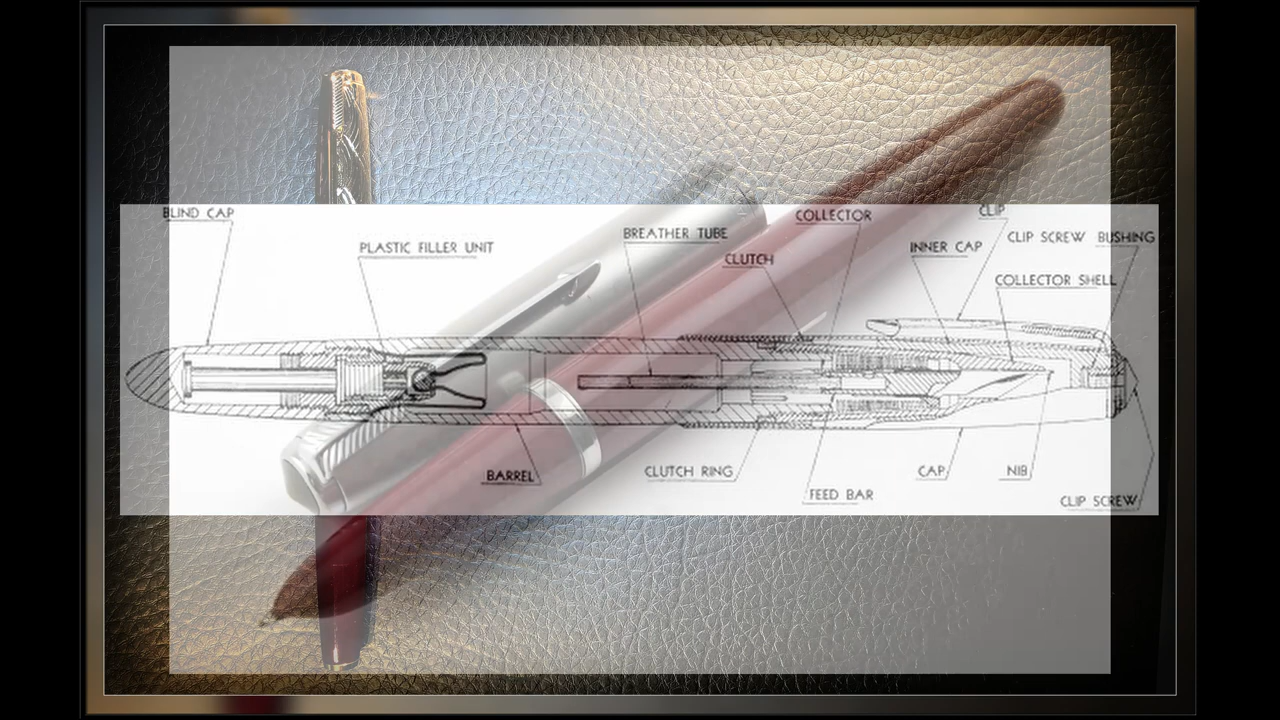 BLIND CAP
PLASTIC FILLER UNIT
BREATHER TUBE
CLUTCH
COLLECTOR
CLIP
INNER CAP
CLIP SCREW BUSHING
COLLECTOR SHELL
BARREL
CLUTCH RING
FEED BAR
CAP
NIB
CLIP SCREW